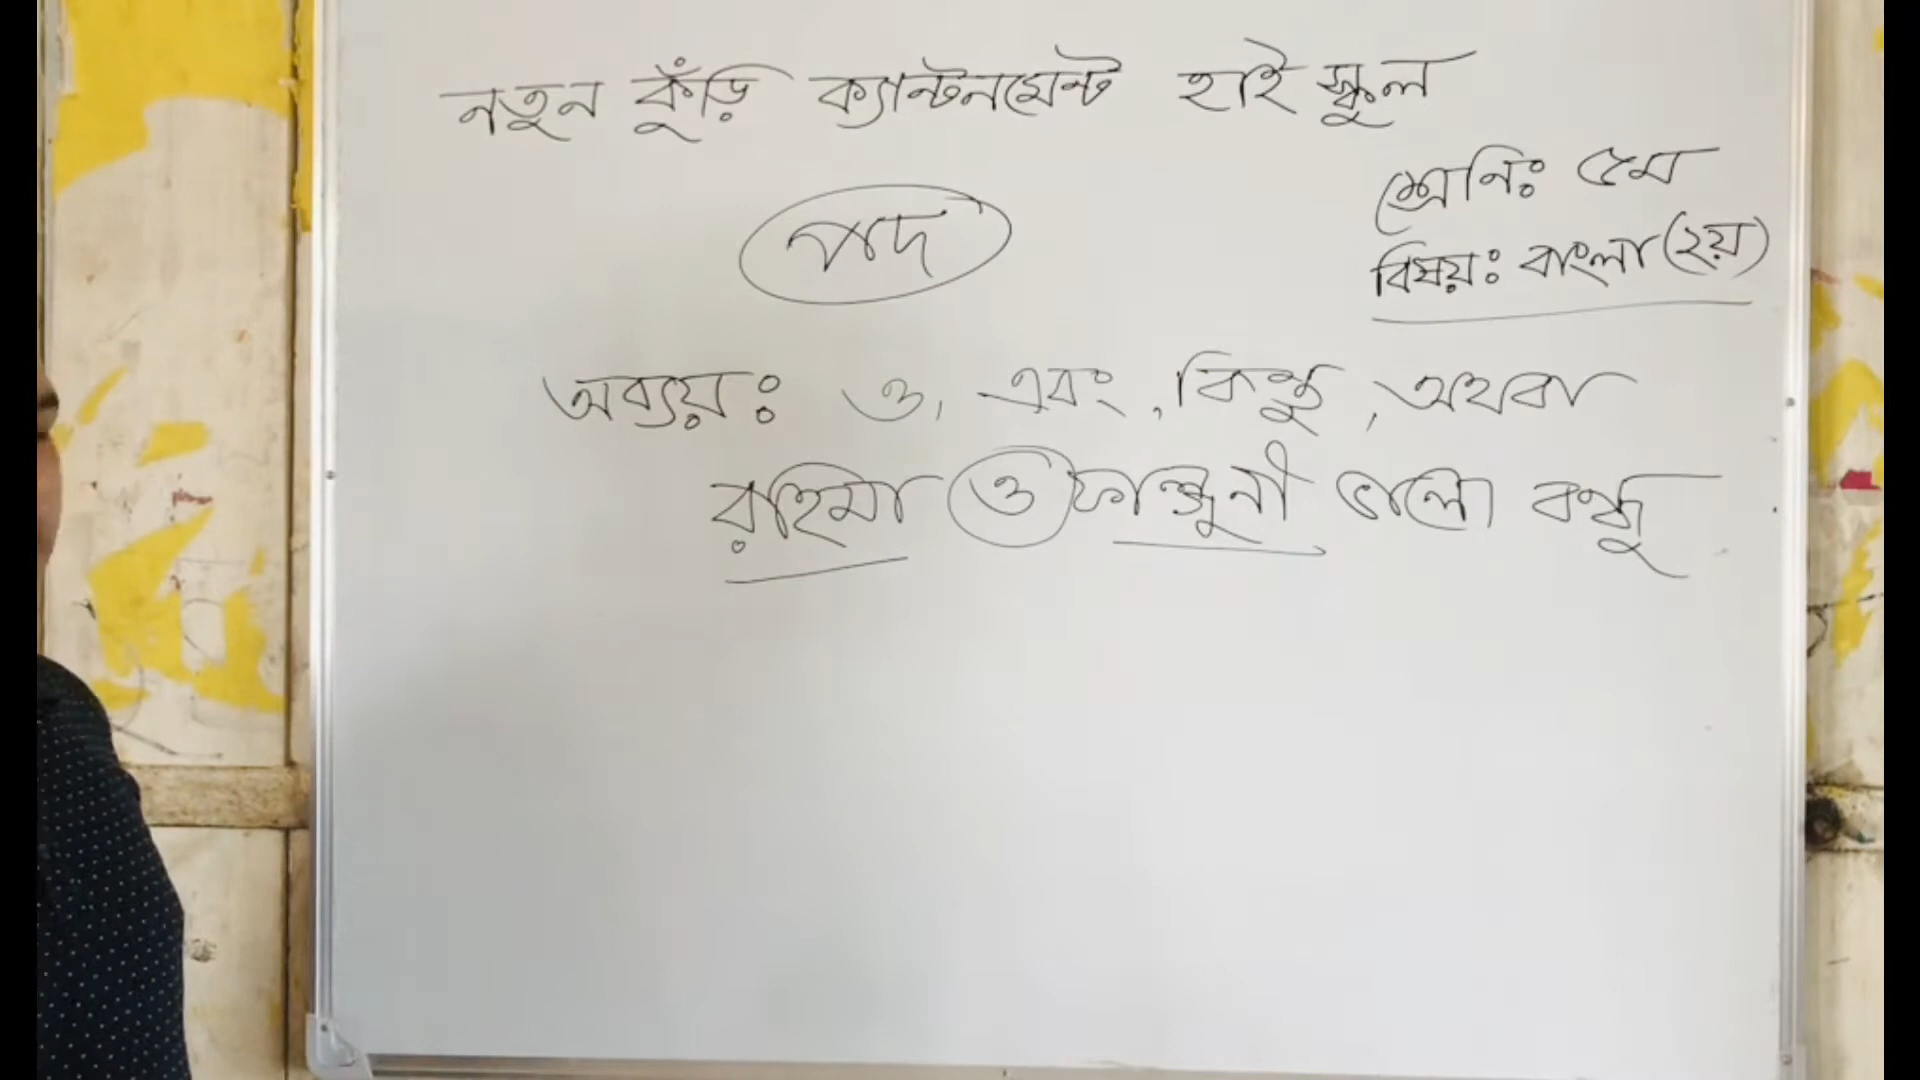 নতুন কুঁড়ি ক্যান্টনমেন্ট হাই স্কুল
শ্রেনিঃ ৫ম
পদ
বিষয়ঃ বাংলা (২য়)
অব্যয়ঃ ও, এবং, কিন্তু, অথবা
রহিমা ও ফাল্গুনী ভালো বন্ধু